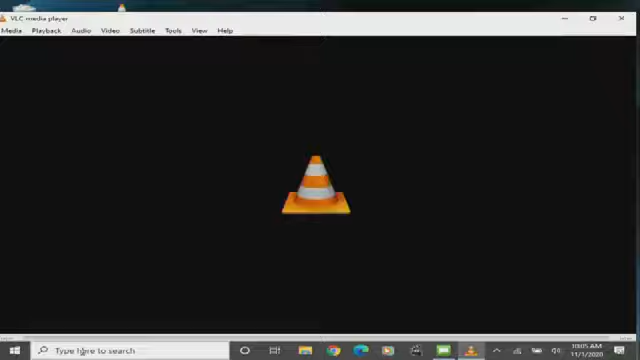 VLC media player
Media Playback Audio Video Subtitle Tools View Help
Type here to search
10:05 AM
11/1/2020